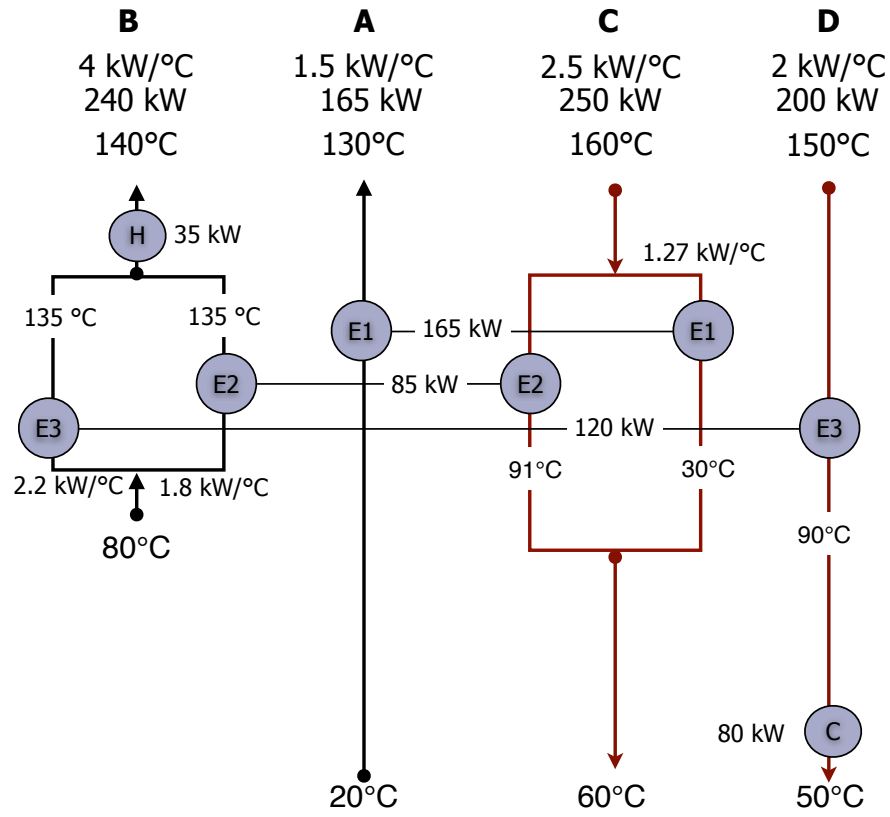 B A C D
4 kW/°C 1.5 kW/°C 2.5 kW/°C 2 kW/°C
240 kW 165 kW 250 kW 200 kW
140°C 130°C 160°C 150°C
H 35 kW
1.27 kW/°C
135 °C 135 °C
E1 165 kW E1
E2 85 kW E2
E3 120 kW E3
91°C 30°C
2.2 kW/°C 1.8 kW/°C
90°C
80°C
80 kW C
20°C 60°C 50°C